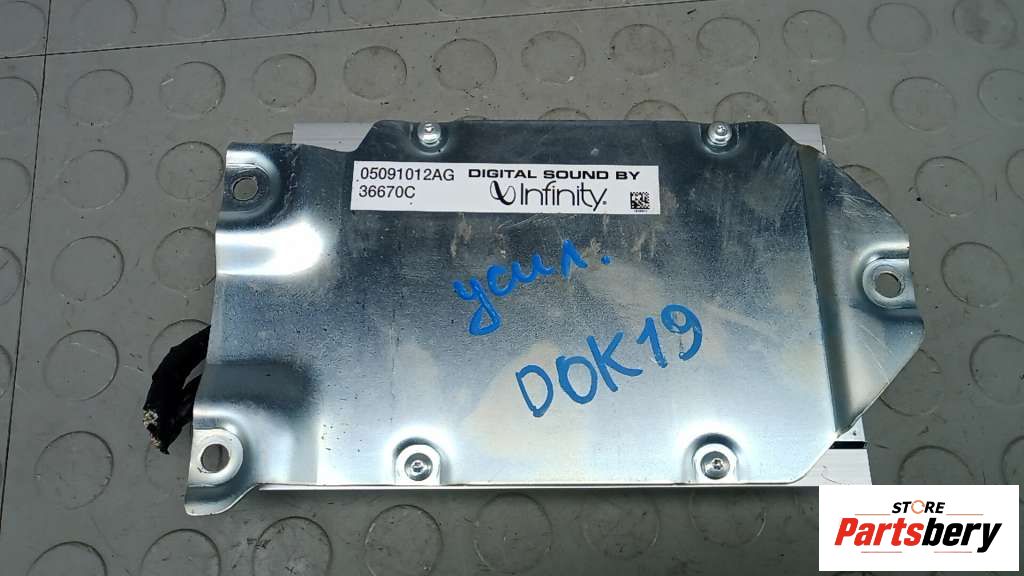 05091012AG DIGITAL SOUND BY
36670C Infinity®
усил.
DOK19
STORE
Partsbery